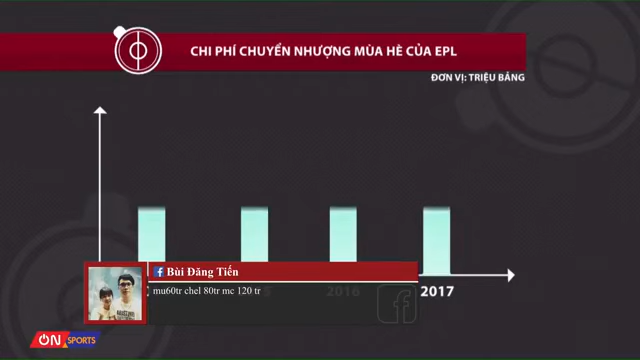 CHI PHÍ CHUYỂN NHƯỢNG MÙA HÈ CỦA EPL
ĐƠN VỊ: TRIỆU BẢNG
Bùi Đăng Tiến
mu60tr chel 80tr mc 120 tr
2016
2017
ON SPORTS